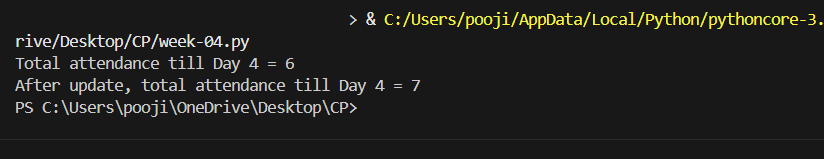 > & C:/Users/pooji/AppData/Local/Python/pythoncore-3.
rive/Desktop/CP/week-04.py
Total attendance till Day 4 = 6
After update, total attendance till Day 4 = 7
PS C:\Users\pooji\OneDrive\Desktop\CP>